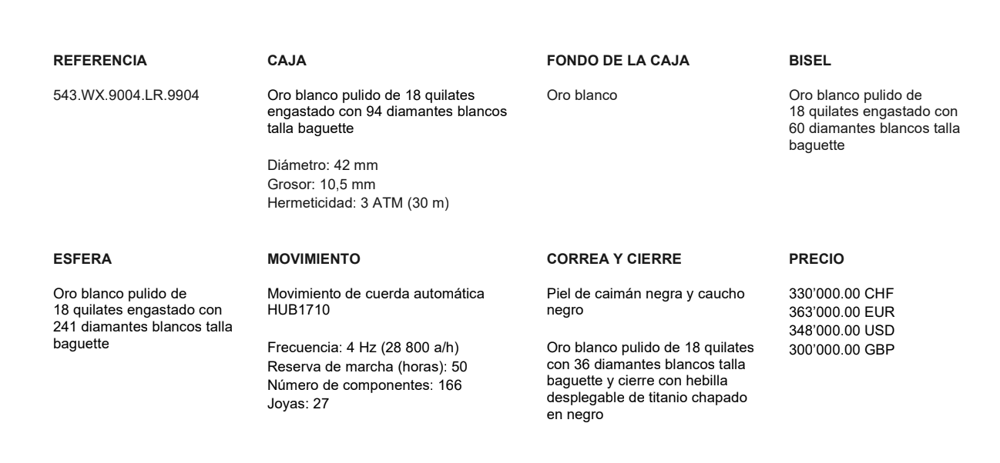 REFERENCIA
543.WX.9004.LR.9904
CAJA
Oro blanco pulido de 18 quilates
engastado con 94 diamantes blancos
talla baguette
Diámetro: 42 mm
Grosor: 10,5 mm
Hermeticidad: 3 ATM (30 m)
FONDO DE LA CAJA
Oro blanco
BISEL
Oro blanco pulido de
18 quilates engastado con
60 diamantes blancos talla
baguette
ESFERA
Oro blanco pulido de
18 quilates engastado con
241 diamantes blancos talla
baguette
MOVIMIENTO
Movimiento de cuerda automática
HUB1710
Frecuencia: 4 Hz (28 800 a/h)
Reserva de marcha (horas): 50
Número de componentes: 166
Joyas: 27
CORREA Y CIERRE
Piel de caimán negra y caucho
negro
Oro blanco pulido de 18 quilates
con 36 diamantes blancos talla
baguette y cierre con hebilla
desplegable de titanio chapado
en negro
PRECIO
330’000.00 CHF
363’000.00 EUR
348’000.00 USD
300’000.00 GBP